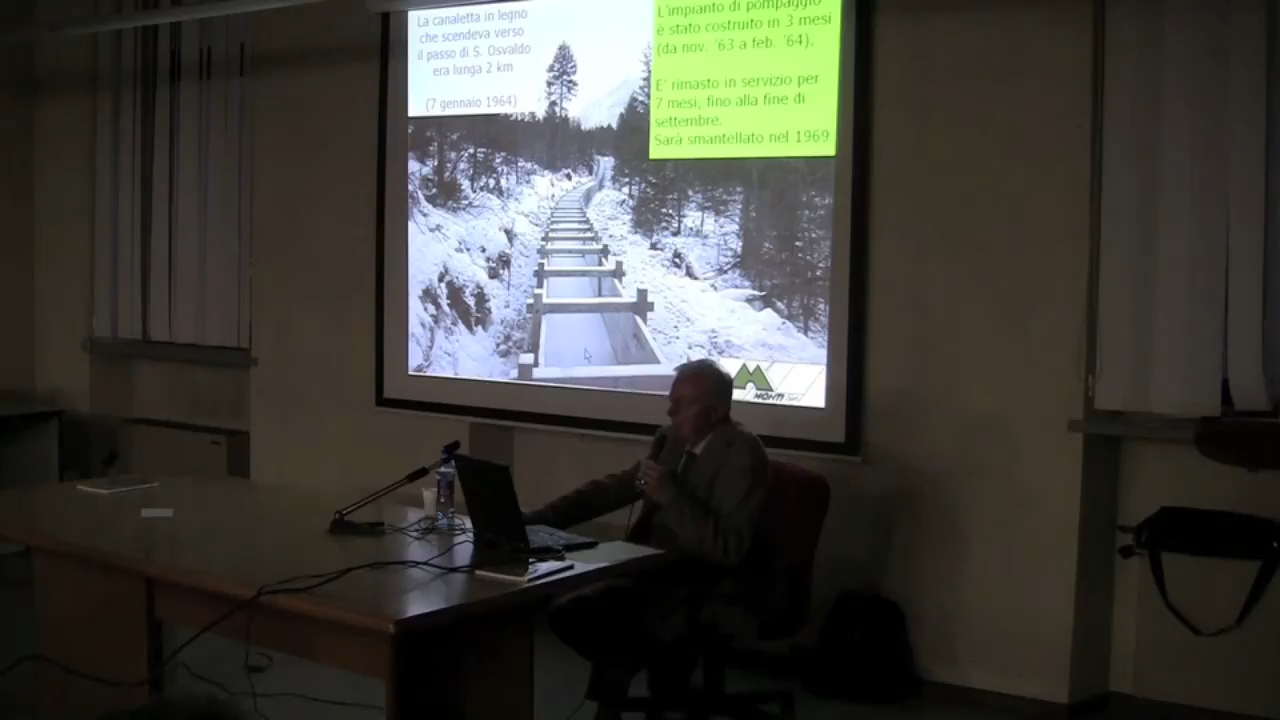 La canaletta in legno
che scendeva verso
il passo di S. Osvaldo
era lunga 2 km
(7 gennaio 1964)
L'impianto di pompaggio
è stato costruito in 3 mesi
(da nov. '63 a feb. '64).
E' rimasto in servizio per
7 mesi, fino alla fine di
settembre.
Sarà smantellato nel 1969
MONTI